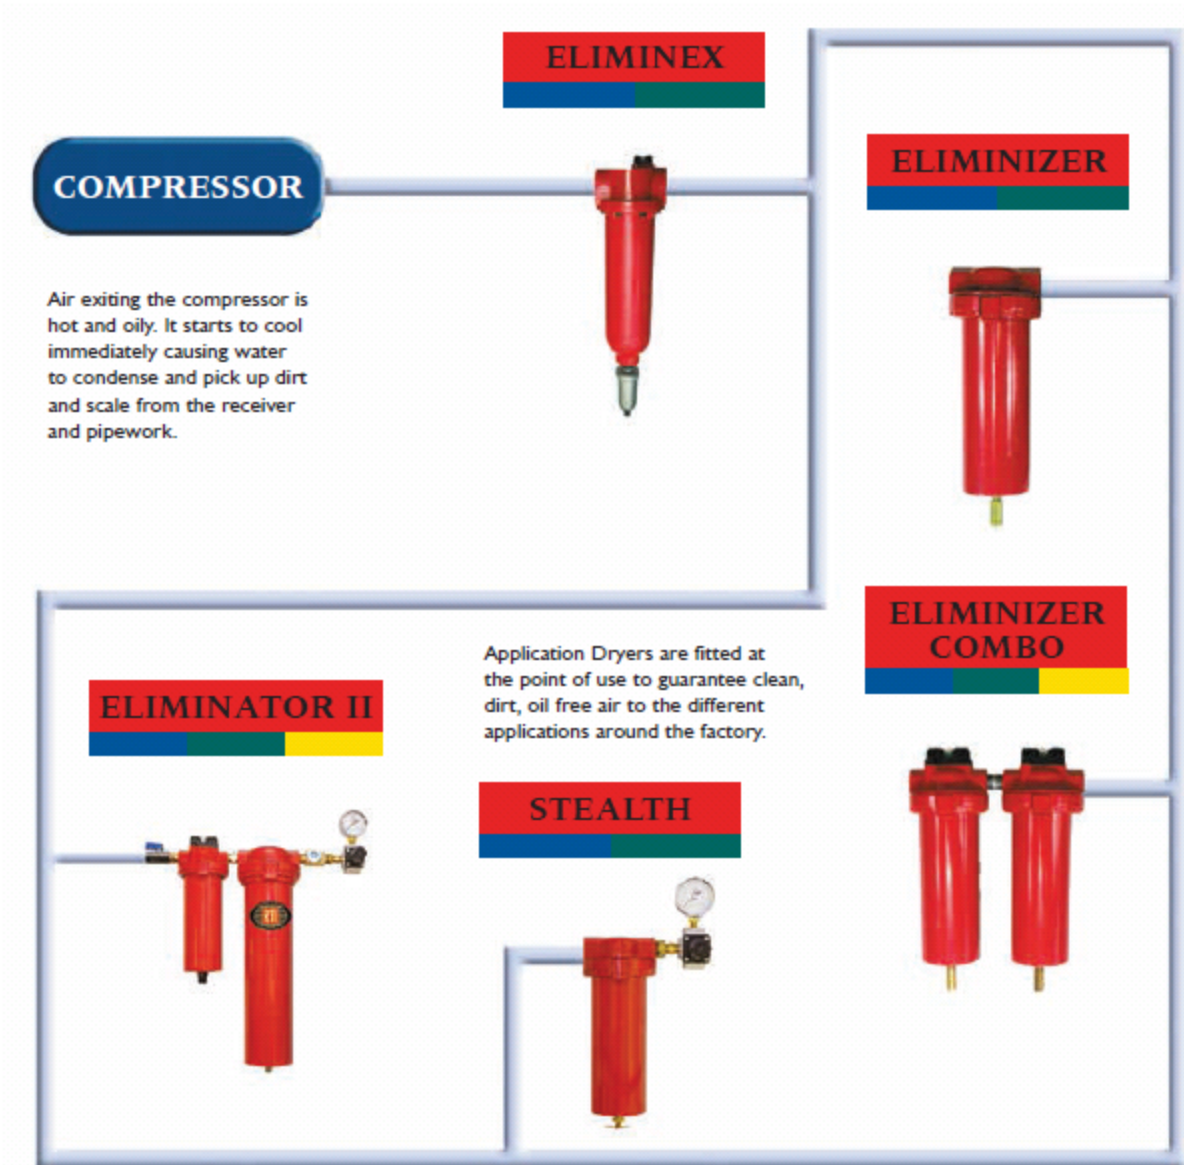 ELIMINEX
COMPRESSOR
ELIMINIZER
Air exiting the compressor is
hot and oily. It starts to cool
immediately causing water
to condense and pick up dirt
and scale from the receiver
and pipework.
ELIMINIZER
COMBO
Application Dryers are fitted at
the point of use to guarantee clean,
dirt, oil free air to the different
applications around the factory.
ELIMINATOR II
STEALTH